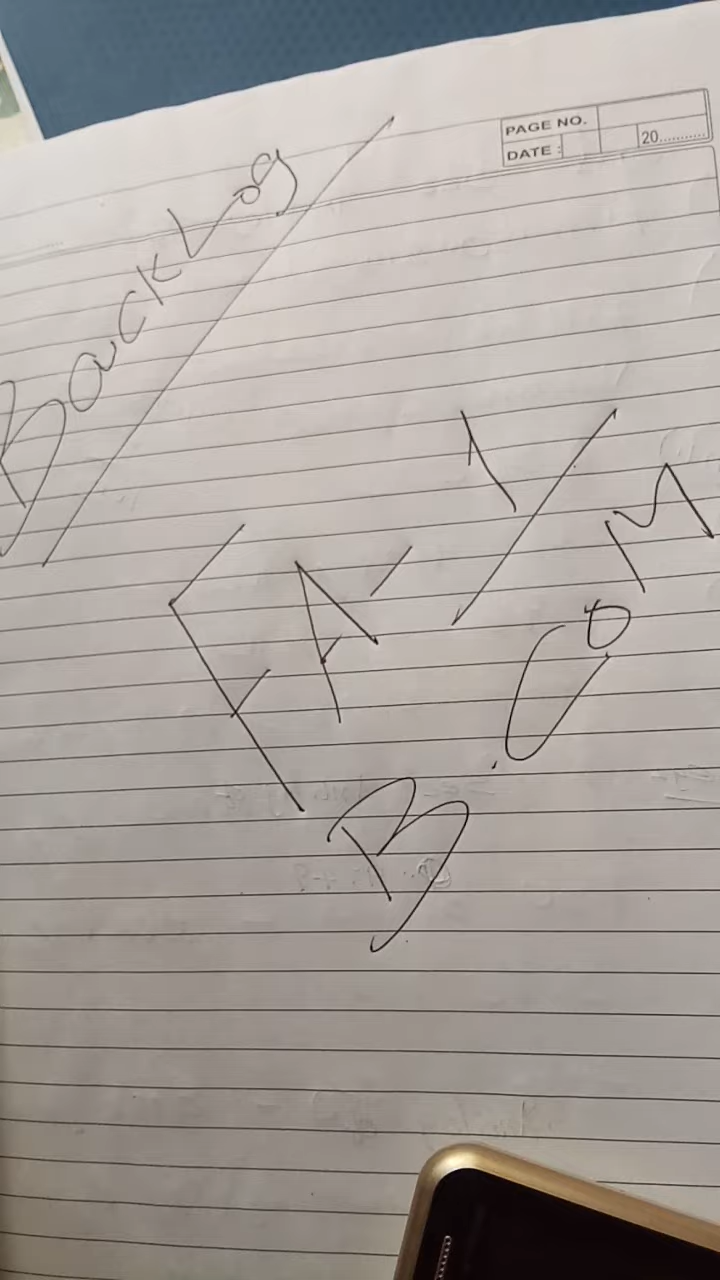 PAGE NO.
DATE : 20...........
BackLog
FA-1
B.COM